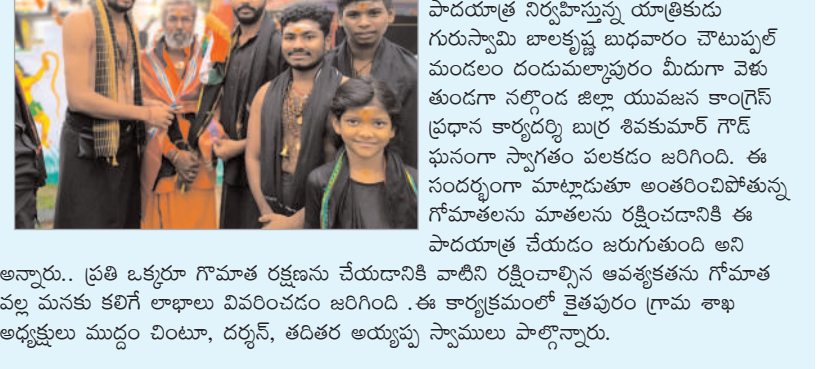 పాదయాత్ర నిర్వహిస్తున్న యాత్రికుడు
గురుస్వామి బాలకృష్ణ బుధవారం చౌటుప్పల్
మండలం దండుమల్కాపురం మీదుగా వెళు
తుండగా నల్గొండ జిల్లా యువజన కాంగ్రెస్
ప్రధాన కార్యదర్శి బుర్ర శివకుమార్ గౌడ్
ఘనంగా స్వాగతం పలకడం జరిగింది. ఈ
సందర్భంగా మాట్లాడుతూ అంతరించిపోతున్న
గోమాతలను మాతలను రక్షించడానికి ఈ
పాదయాత్ర చేయడం జరుగుతుంది అని
అన్నారు.. ప్రతి ఒక్కరూ గొమాత రక్షణను చేయడానికి వాటిని రక్షించాల్సిన ఆవశ్యకతను గోమాత
వల్ల మనకు కలిగే లాభాలు వివరించడం జరిగింది .ఈ కార్యక్రమంలో కైతపురం గ్రామ శాఖ
అధ్యక్షులు ముద్దం చింటూ, దర్శన్, తదితర అయ్యప్ప స్వాములు పాల్గొన్నారు.